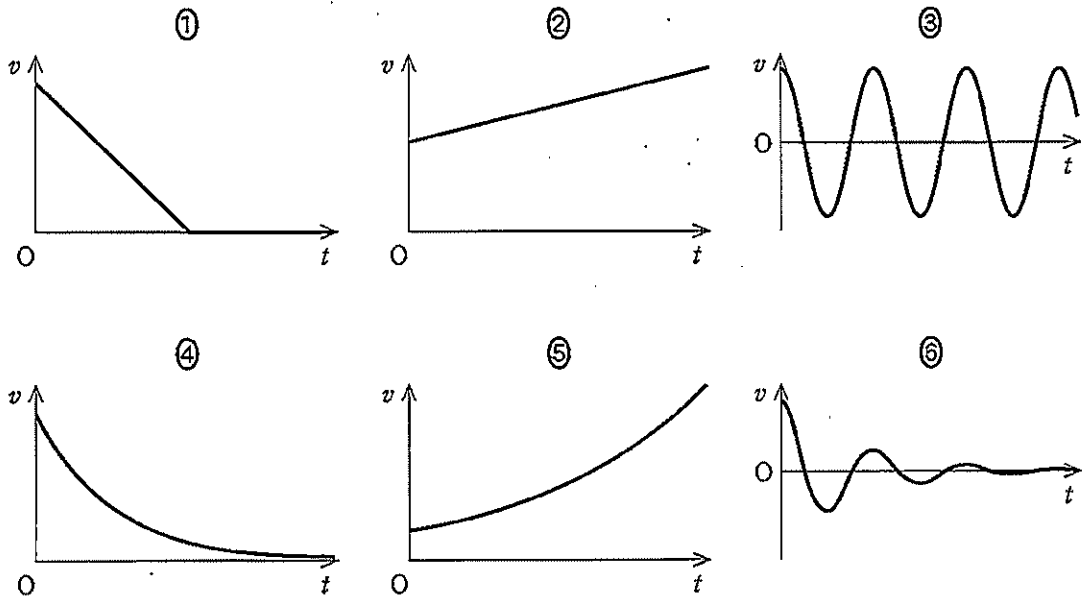 ① ② ③
v v v
O
O t O t t
④ ⑤ ⑥
v v v
O
O t O t t